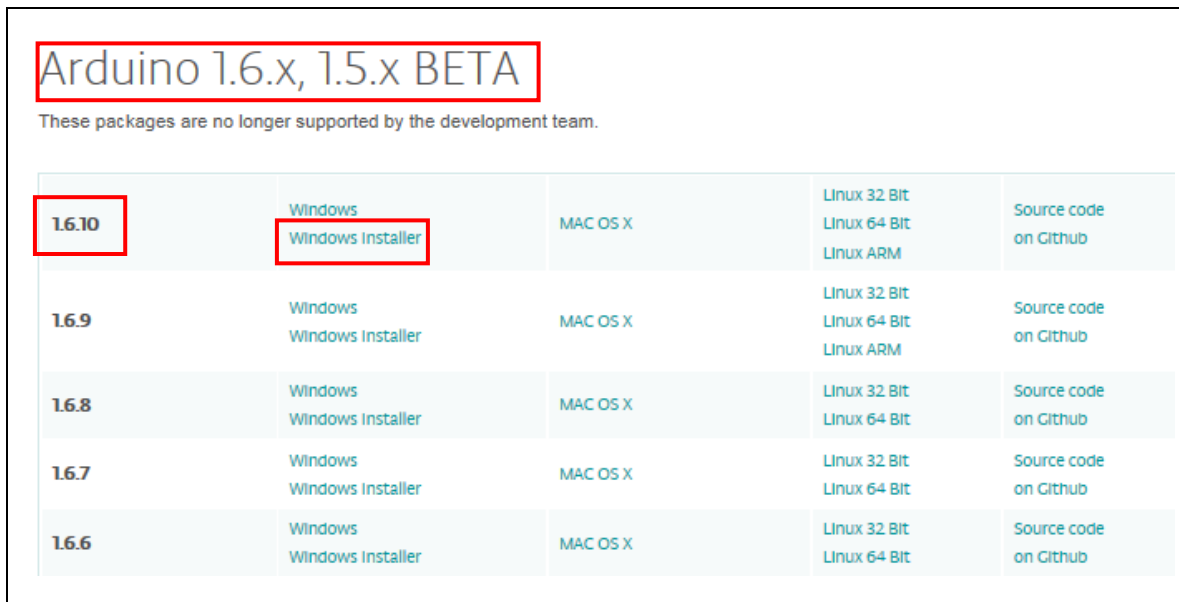 Arduino 1.6.x, 1.5.x BETA
These packages are no longer supported by the development team.
1.6.10
Windows
Windows Installer
MAC OS X
Linux 32 Bit
Linux 64 Bit
Linux ARM
Source code
on Github
1.6.9
Windows
Windows Installer
MAC OS X
Linux 32 Bit
Linux 64 Bit
Linux ARM
Source code
on Github
1.6.8
Windows
Windows Installer
MAC OS X
Linux 32 Bit
Linux 64 Bit
Source code
on Github
1.6.7
Windows
Windows Installer
MAC OS X
Linux 32 Bit
Linux 64 Bit
Source code
on Github
1.6.6
Windows
Windows Installer
MAC OS X
Linux 32 Bit
Linux 64 Bit
Source code
on Github